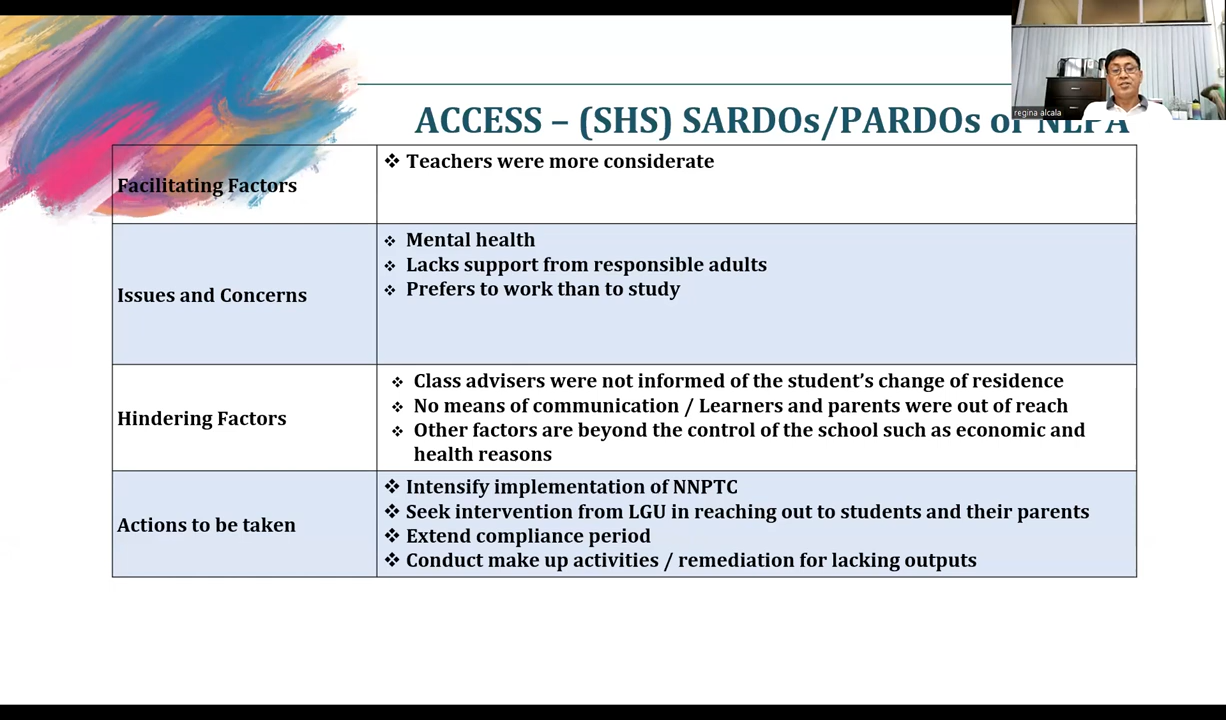 regina alcala
ACCESS – (SHS) SARDOs/PARDOs of NLPA
Facilitating Factors
❖ Teachers were more considerate
Issues and Concerns
❖ Mental health
❖ Lacks support from responsible adults
❖ Prefers to work than to study
Hindering Factors
❖ Class advisers were not informed of the student's change of residence
❖ No means of communication / Learners and parents were out of reach
❖ Other factors are beyond the control of the school such as economic and
health reasons
Actions to be taken
❖ Intensify implementation of NNPTC
❖ Seek intervention from LGU in reaching out to students and their parents
❖ Extend compliance period
❖ Conduct make up activities / remediation for lacking outputs